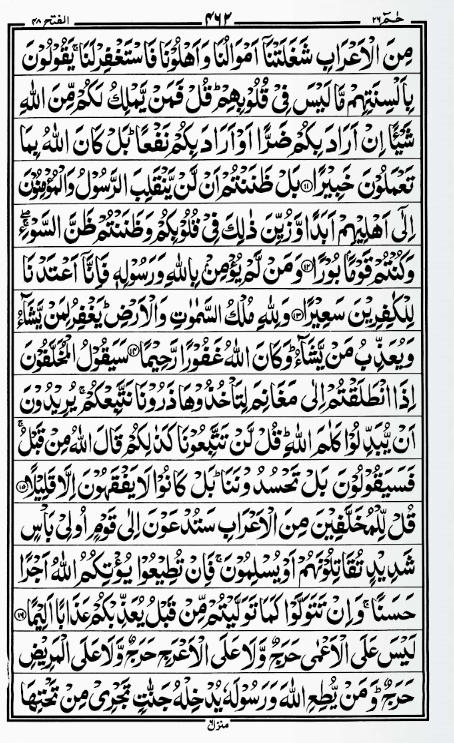 حٰمٓ ٢٦ ٤٦٢ الفتح ٤٨
مِنَ الْاَعْرَابِ شَغَلَتْنَاۤ اَمْوَالُنَا وَاَهْلُوْنَا فَاسْتَغْفِرْلَنَا ۚ يَقُوْلُوْنَ
بِاَلْسِنَتِهِمْ مَّا لَيْسَ فِيْ قُلُوْبِهِمْ ؕ قُلْ فَمَنْ يَّمْلِكُ لَكُمْ مِّنَ اللّٰهِ
شَيْـًٔا اِنْ اَرَادَ بِكُمْ ضَرًّا اَوْ اَرَادَ بِكُمْ نَفْعًا ؕ بَلْ كَانَ اللّٰهُ بِمَا
تَعْمَلُوْنَ خَبِيْرًا ﴿١١﴾ بَلْ ظَنَنْتُمْ اَنْ لَّنْ يَّنْقَلِبَ الرَّسُوْلُ وَالْمُؤْمِنُوْنَ
اِلٰۤى اَهْلِيْهِمْ اَبَدًا وَّزُيِّنَ ذٰلِكَ فِيْ قُلُوْبِكُمْ وَظَنَنْتُمْ ظَنَّ السَّوْءِ ۖۚ
وَكُنْتُمْ قَوْمًۢا بُوْرًا ﴿١٢﴾ وَمَنْ لَّمْ يُؤْمِنْۢ بِاللّٰهِ وَرَسُوْلِهٖ فَاِنَّاۤ اَعْتَدْنَا
لِلْكٰفِرِيْنَ سَعِيْرًا ﴿١٣﴾ وَلِلّٰهِ مُلْكُ السَّمٰوٰتِ وَالْاَرْضِ ؕ يَغْفِرُ لِمَنْ يَّشَآءُ
وَيُعَذِّبُ مَنْ يَّشَآءُ ؕ وَكَانَ اللّٰهُ غَفُوْرًا رَّحِيْمًا ﴿١٤﴾ سَيَقُوْلُ الْمُخَلَّفُوْنَ
اِذَا انْطَلَقْتُمْ اِلٰى مَغَانِمَ لِتَاْخُذُوْهَا ذَرُوْنَا نَتَّبِعْكُمْ ۚ يُرِيْدُوْنَ
اَنْ يُّبَدِّلُوْا كَلٰمَ اللّٰهِ ؕ قُلْ لَّنْ تَتَّبِعُوْنَا كَذٰلِكُمْ قَالَ اللّٰهُ مِنْ قَبْلُ ۚ
فَسَيَقُوْلُوْنَ بَلْ تَحْسُدُوْنَنَا ؕ بَلْ كَانُوْا لَا يَفْقَهُوْنَ اِلَّا قَلِيْلًا ﴿١٥﴾
قُلْ لِّلْمُخَلَّفِيْنَ مِنَ الْاَعْرَابِ سَتُدْعَوْنَ اِلٰى قَوْمٍ اُولِيْ بَاْسٍ
شَدِيْدٍ تُقَاتِلُوْنَهُمْ اَوْ يُسْلِمُوْنَ ۚ فَاِنْ تُطِيْعُوْا يُؤْتِكُمُ اللّٰهُ اَجْرًا
حَسَنًا ۚ وَاِنْ تَتَوَلَّوْا كَمَا تَوَلَّيْتُمْ مِّنْ قَبْلُ يُعَذِّبْكُمْ عَذَابًا اَلِيْمًا ﴿١٦﴾
لَيْسَ عَلَى الْاَعْمٰى حَرَجٌ وَّلَا عَلَى الْاَعْرَجِ حَرَجٌ وَّلَا عَلَى الْمَرِيْضِ
حَرَجٌ ؕ وَمَنْ يُّطِعِ اللّٰهَ وَرَسُوْلَهٗ يُدْخِلْهُ جَنّٰتٍ تَجْرِيْ مِنْ تَحْتِهَا
منزل ٦